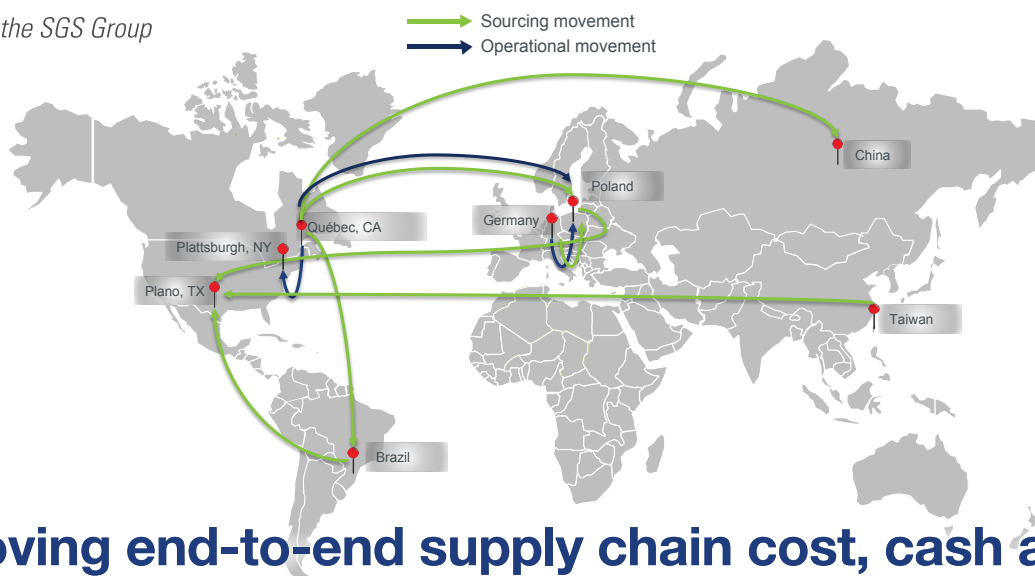 the SGS Group
Sourcing movement
Operational movement
China
Poland
Germany
Québec, CA
Plattsburgh, NY
Plano, TX
Taiwan
Brazil
oving end-to-end supply chain cost, cash a